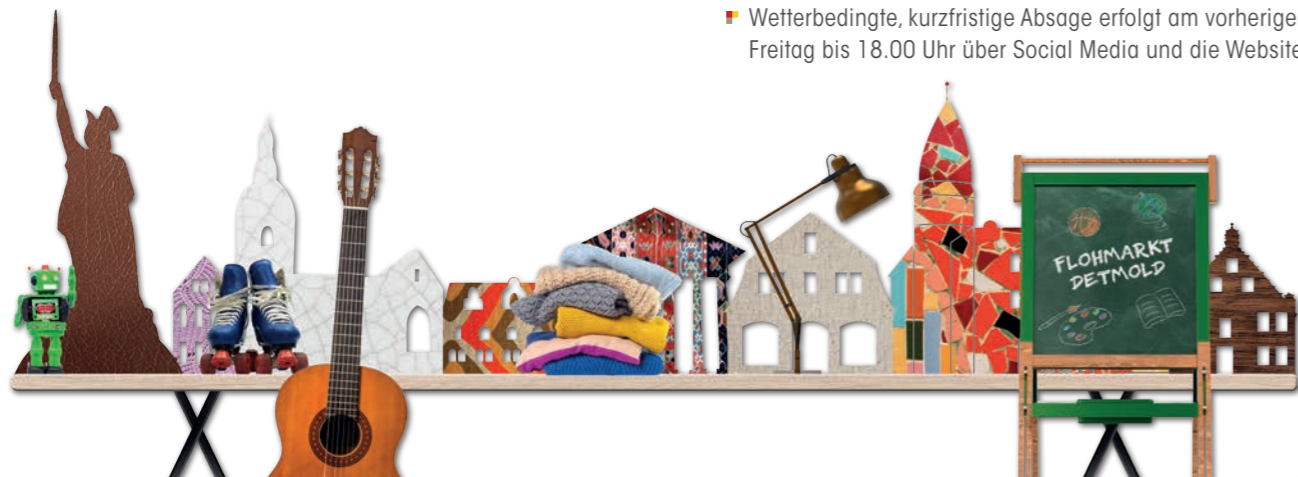 Wetterbedingte, kurzfristige Absage erfolgt am vorherige
Freitag bis 18.00 Uhr über Social Media und die Website
FLOHMARKT
DETMOLD